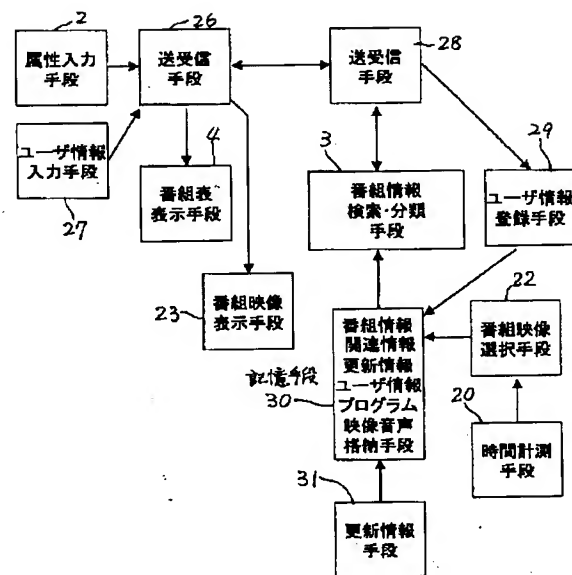 2
属性入力
手段
26
送受信
手段
28
送受信
手段
ユーザ情報
入力手段
27
4
番組表
表示手段
3
番組情報
検索・分類
手段
29
ユーザ情報
登録手段
23
番組映像
表示手段
記憶手段
30
番組情報
関連情報
更新情報
ユーザ情報
プログラム
映像音声
格納手段
22
番組映像
選択手段
20
時間計測
手段
31
更新情報
手段